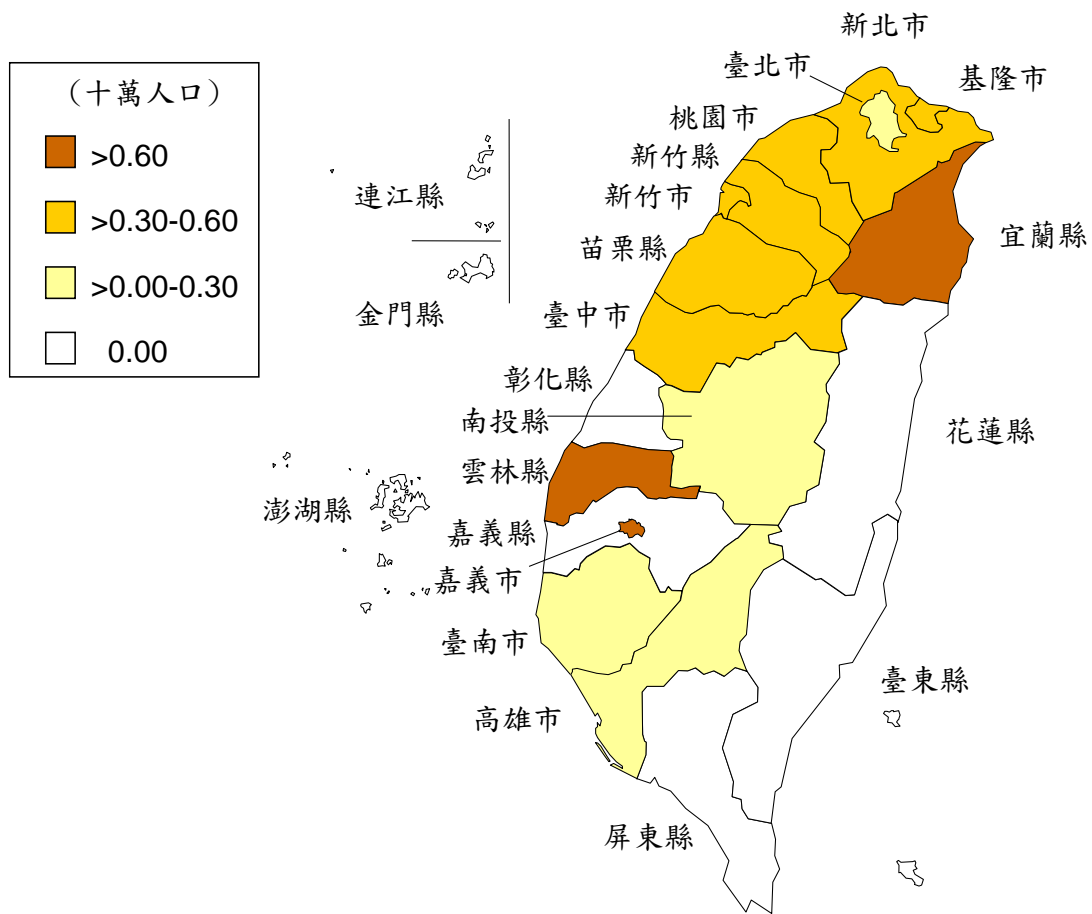 （十萬人口）
>0.60
>0.30-0.60
>0.00-0.30
0.00
新北市
臺北市
基隆市
桃園市
新竹縣
新竹市
連江縣
宜蘭縣
苗栗縣
金門縣
臺中市
彰化縣
南投縣
花蓮縣
雲林縣
澎湖縣
嘉義縣
嘉義市
臺南市
臺東縣
高雄市
屏東縣